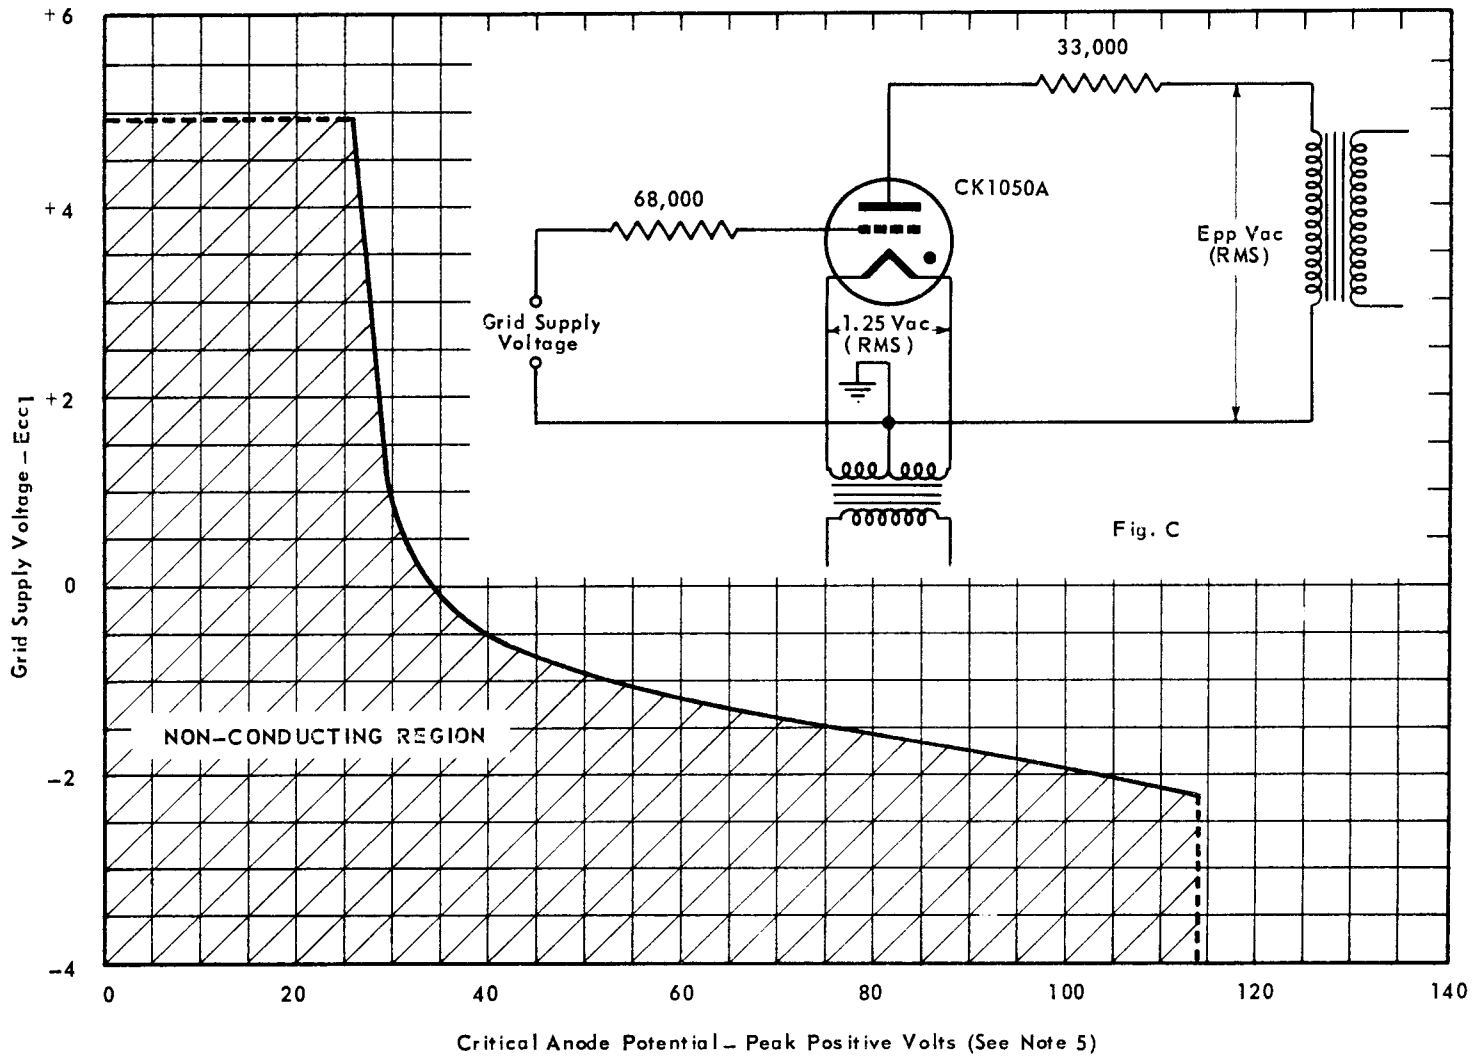 +6
33,000
+4
68,000
CK1050A
Epp Vac
(RMS)
Grid Supply
Voltage
1.25 Vac
(RMS)
+2
Fig. C
0
Grid Supply Voltage – Ecc1
NON–CONDUCTING REGION
–2
–4
0
20
40
60
80
100
120
140
Critical Anode Potential – Peak Positive Volts (See Note 5)